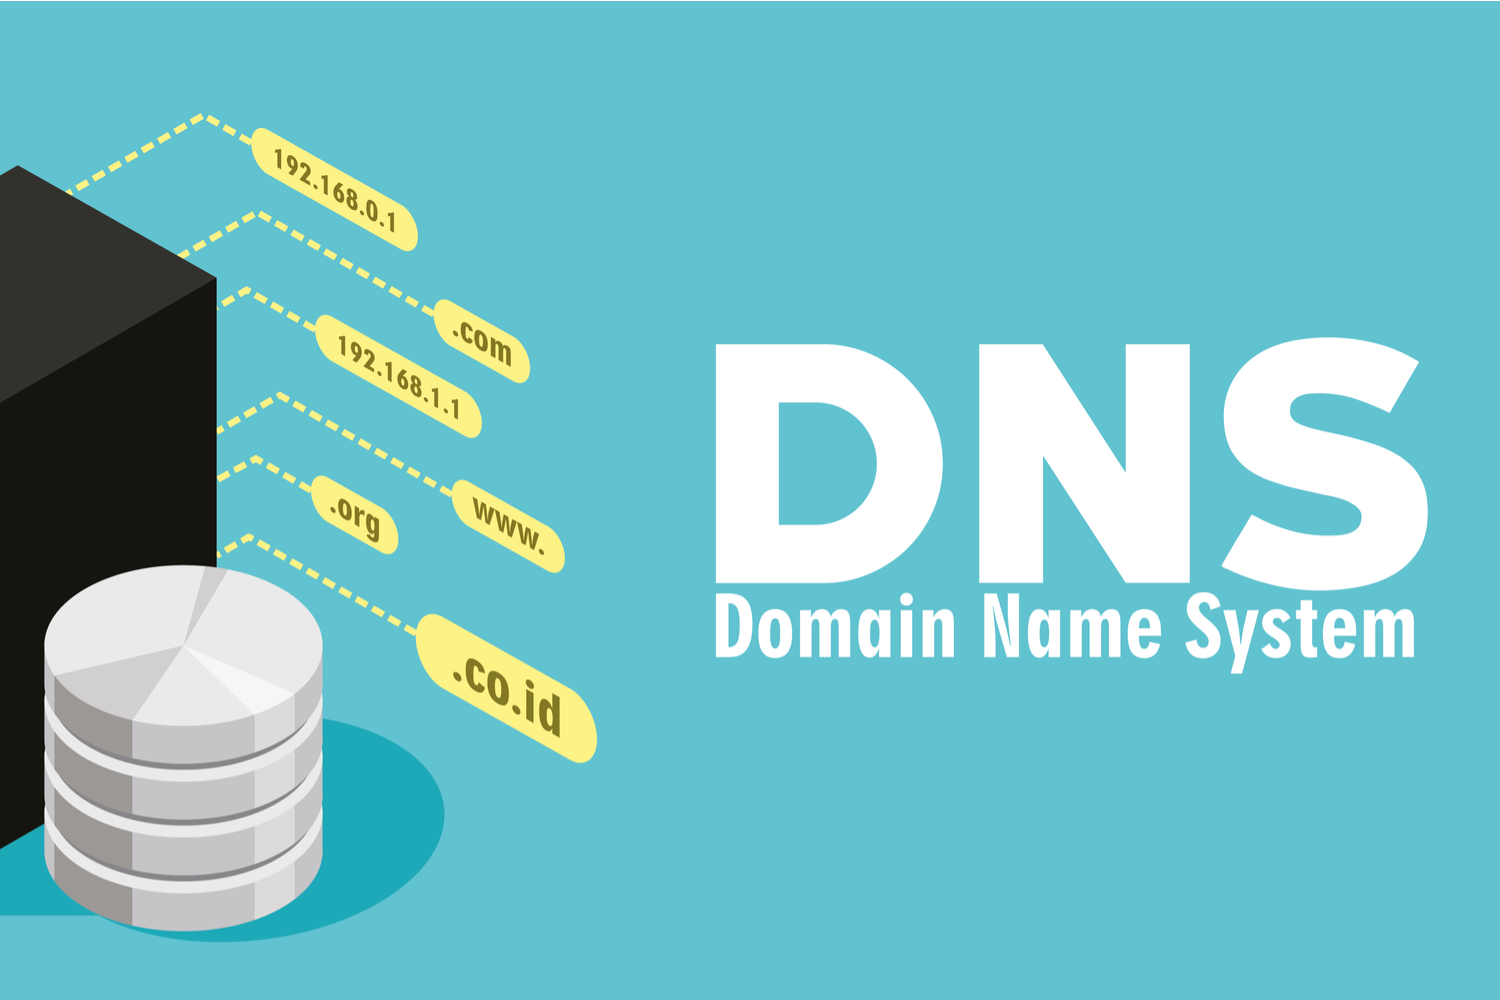 192.168.0.1
.com
192.168.1.1
www.
.org
.co.id
DNS
Domain Name System